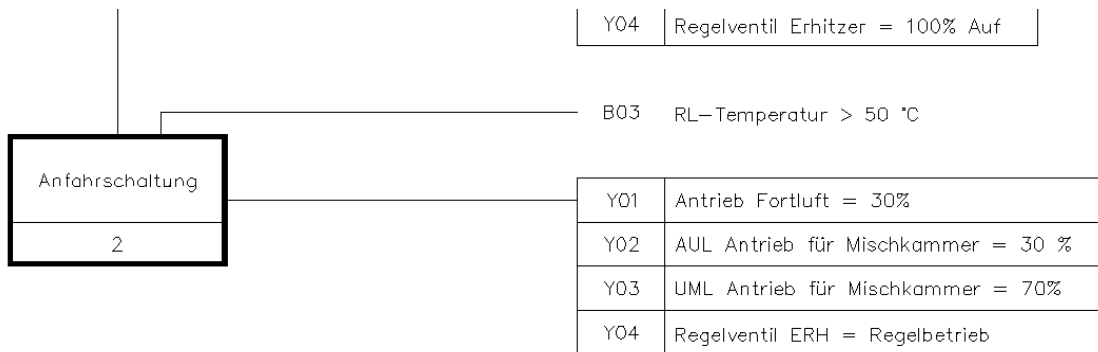 Y04 Regelventil Erhitzer = 100% Auf
B03 RL-Temperatur > 50 °C
Anfahrschaltung
2
Y01 Antrieb Fortluft = 30%
Y02 AUL Antrieb für Mischkammer = 30 %
Y03 UML Antrieb für Mischkammer = 70%
Y04 Regelventil ERH = Regelbetrieb